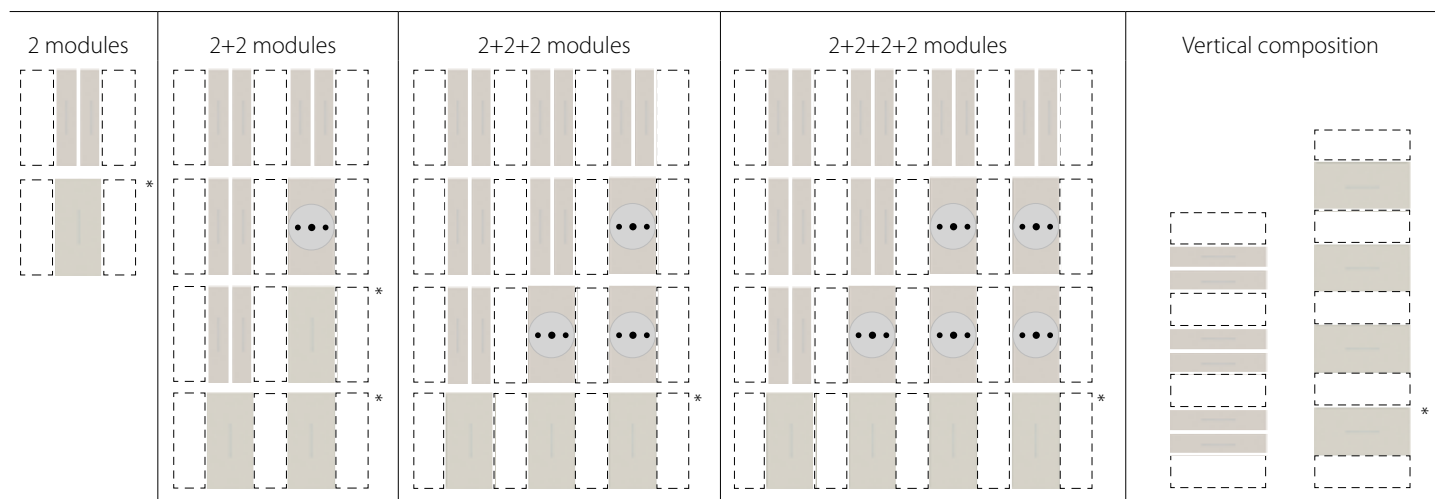 2 modules
2+2 modules
2+2+2 modules
2+2+2+2 modules
Vertical composition
*
*
*
*
*
*